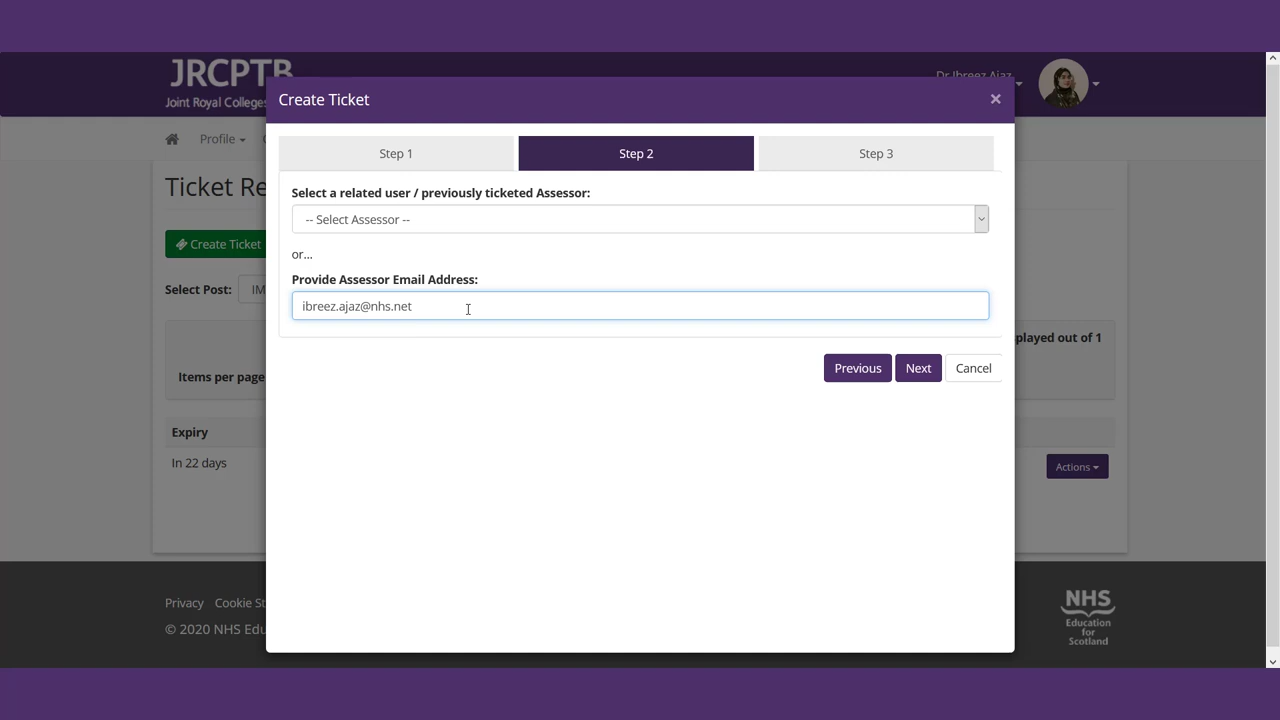 JRCPTB
Joint Royal Colleges
Dr Ibreez Ajaz
Profile
Ticket Re
Create Ticket
Select Post: IM
played out of 1
Items per page
Expiry
In 22 days
Actions
Create Ticket ×
Step 1 Step 2 Step 3
Select a related user / previously ticketed Assessor:
-- Select Assessor --
or...
Provide Assessor Email Address:
ibreez.ajaz@nhs.net
Previous Next Cancel
Privacy Cookie St
© 2020 NHS Edu
NHS
Education
for
Scotland